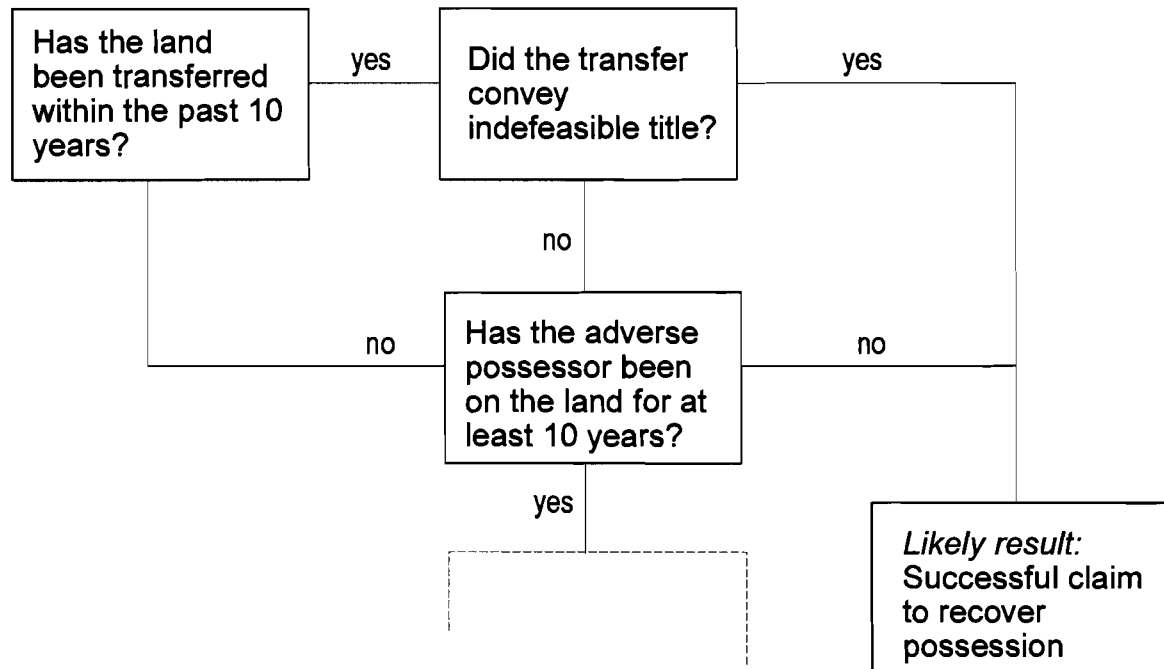 Has the land
been transferred
within the past 10
years?
yes
Did the transfer
convey
indefeasible title?
yes
no
no
Has the adverse
possessor been
on the land for at
least 10 years?
no
yes
Likely result:
Successful claim
to recover
possession